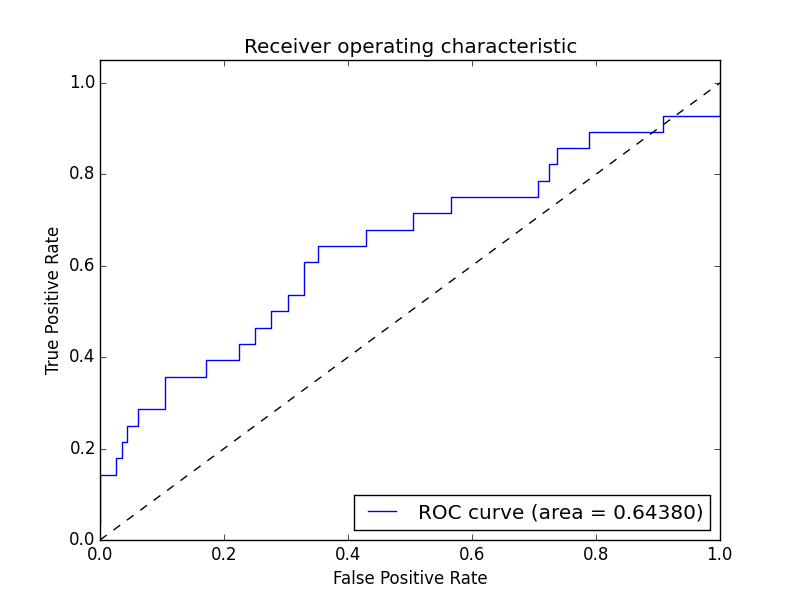 Receiver operating characteristic
True Positive Rate
1.0
0.8
0.6
0.4
0.2
0.0
ROC curve (area = 0.64380)
0.0 0.2 0.4 0.6 0.8 1.0
False Positive Rate